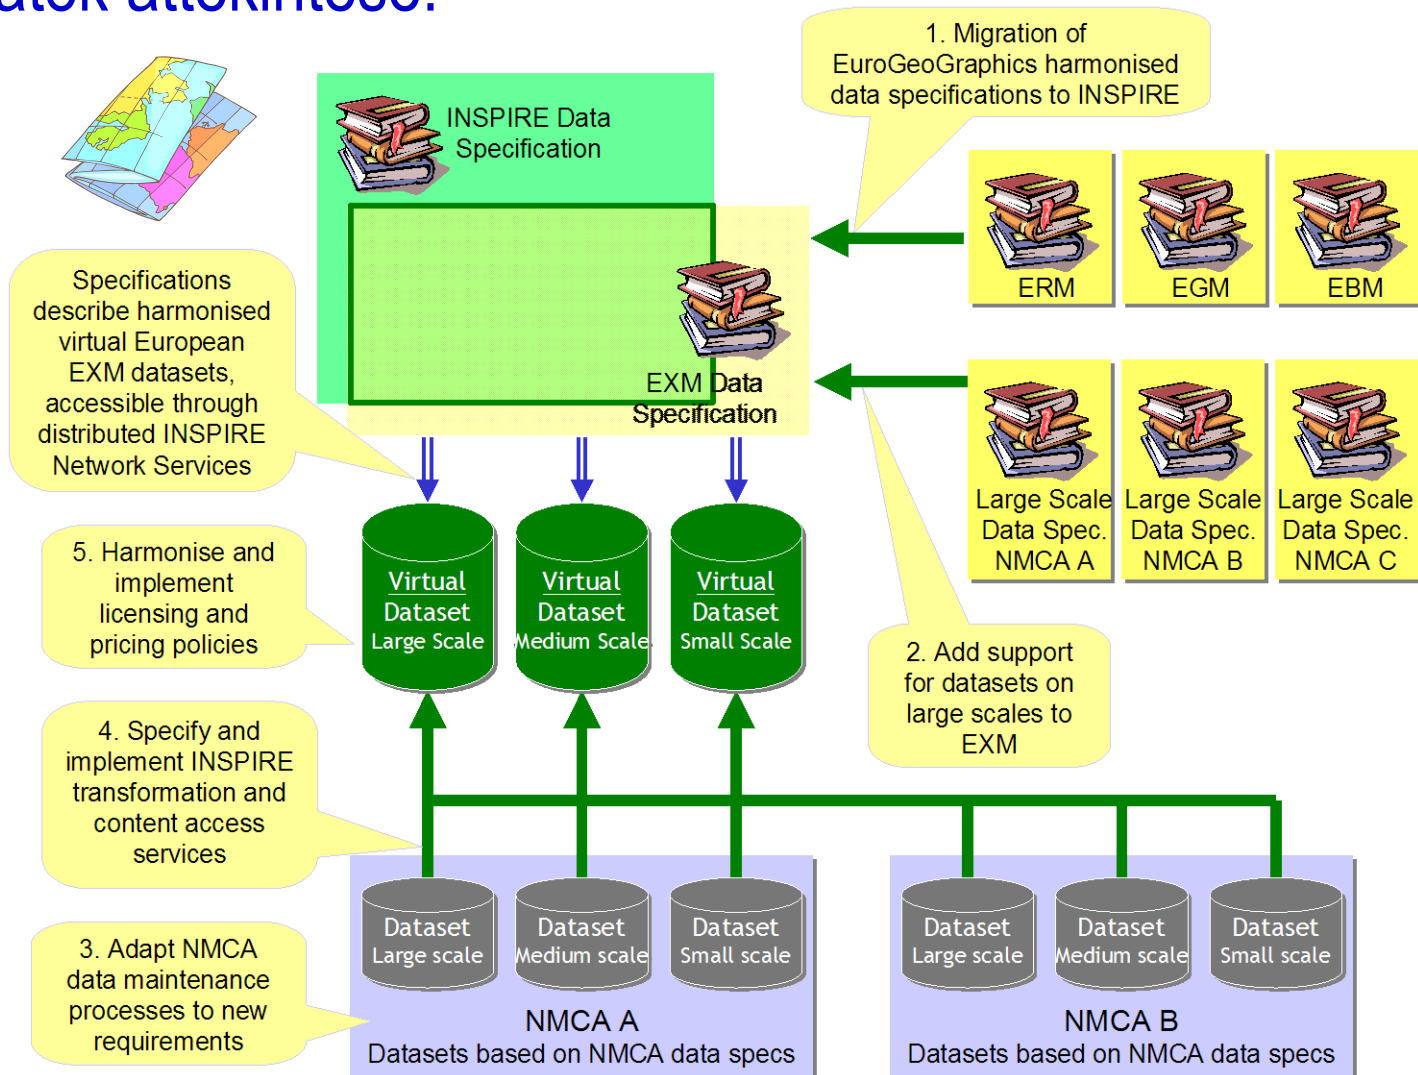 1. Migration of
EuroGeoGraphics harmonised
data specifications to INSPIRE
INSPIRE Data
Specification
ERM
EGM
EBM
Specifications
describe harmonised
virtual European
EXM datasets,
accessible through
distributed INSPIRE
Network Services
EXM Data
Specification
Large Scale
Data Spec.
NMCA A
Large Scale
Data Spec.
NMCA B
Large Scale
Data Spec.
NMCA C
5. Harmonise and
implement
licensing and
pricing policies
Virtual
Dataset
Large Scale
Virtual
Dataset
Medium Scale
Virtual
Dataset
Small Scale
2. Add support
for datasets on
large scales to
EXM
4. Specify and
implement INSPIRE
transformation and
content access
services
3. Adapt NMCA
data maintenance
processes to new
requirements
Dataset
Large scale
Dataset
Medium scale
Dataset
Small scale
NMCA A
Datasets based on NMCA data specs
Dataset
Large scale
Dataset
Medium scale
Dataset
Small scale
NMCA B
Datasets based on NMCA data specs